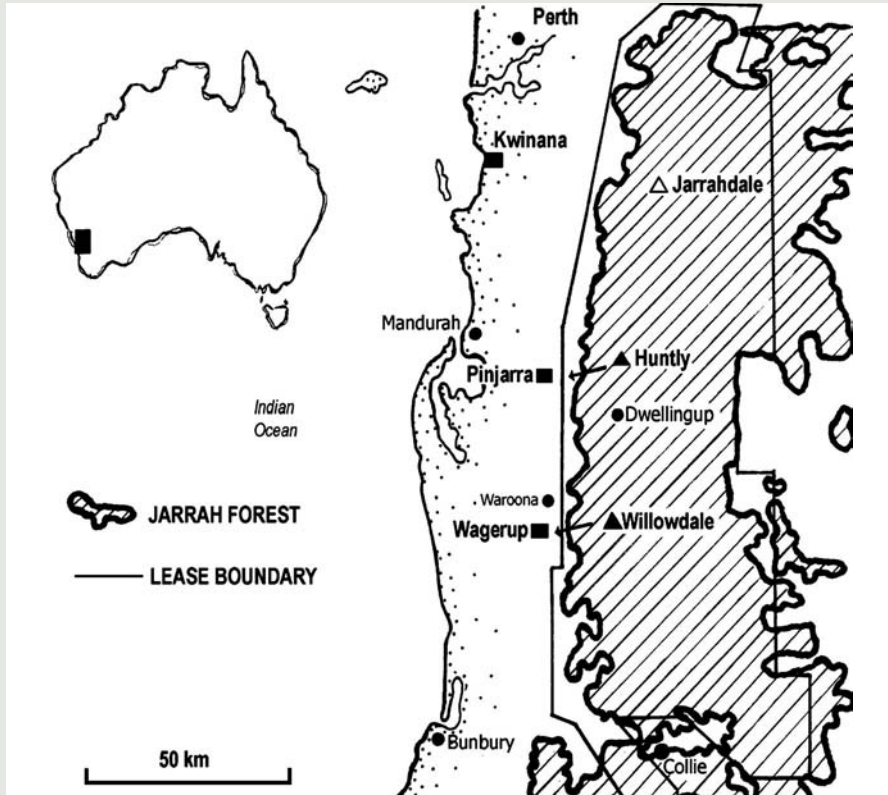 Perth
Kwinana
Jarrahdale
Mandurah
Huntly
Pinjarra
Indian
Ocean
Dwellingup
JARRAH FOREST
Waroona
Wagerup
Willowdale
LEASE BOUNDARY
50 km
Bunbury
Collie